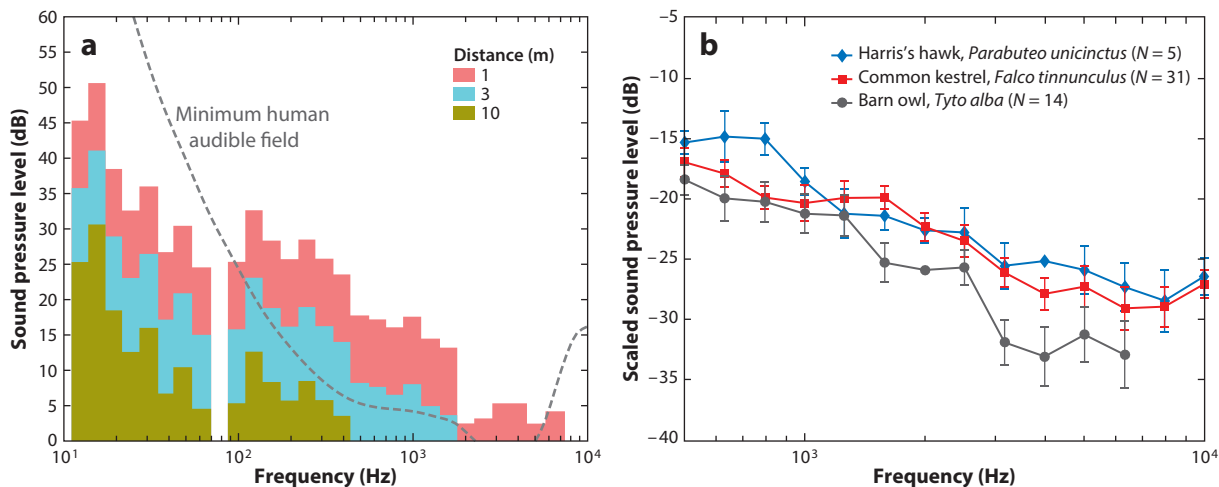 a
Sound pressure level (dB)
60
55
50
45
40
35
30
25
20
15
10
5
0
10¹
10²
10³
10⁴
Frequency (Hz)
Distance (m)
1
3
10
Minimum human
audible field
b
Scaled sound pressure level (dB)
−5
−10
−15
−20
−25
−30
−35
−40
10³
10⁴
Frequency (Hz)
Harris's hawk, Parabuteo unicinctus (N = 5)
Common kestrel, Falco tinnunculus (N = 31)
Barn owl, Tyto alba (N = 14)